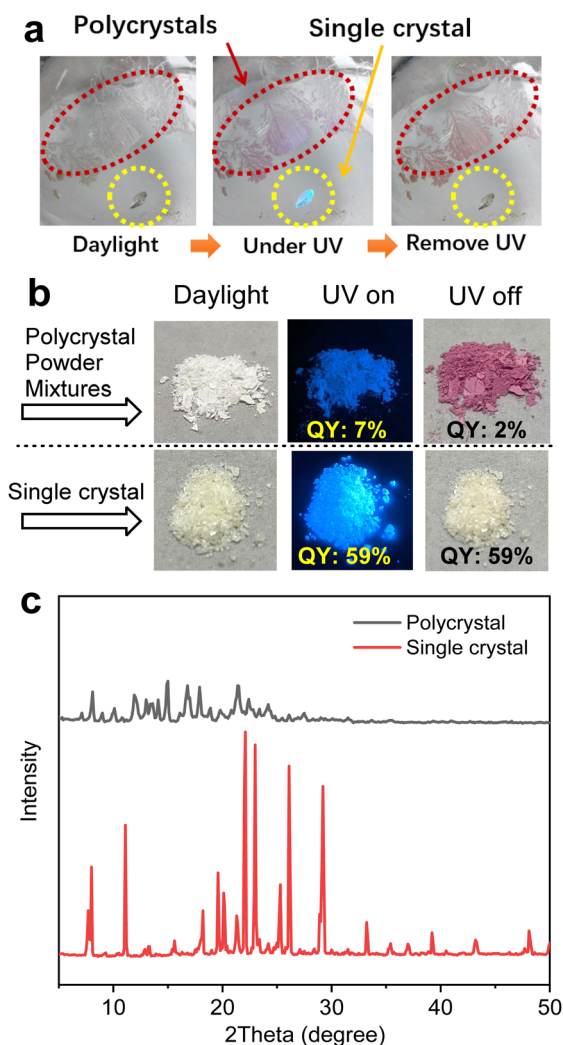 a
Polycrystals
Single crystal
Daylight
Under UV
Remove UV
b
Daylight
UV on
UV off
Polycrystal
Powder
Mixtures
QY: 7%
QY: 2%
Single crystal
QY: 59%
QY: 59%
c
Polycrystal
Single crystal
Intensity
10
20
30
40
50
2Theta (degree)